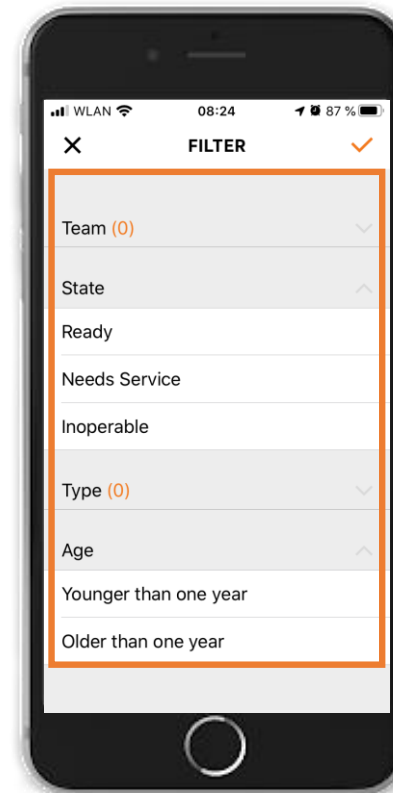 WLAN 08:24 87 %
FILTER
Team (0)
State
Ready
Needs Service
Inoperable
Type (0)
Age
Younger than one year
Older than one year